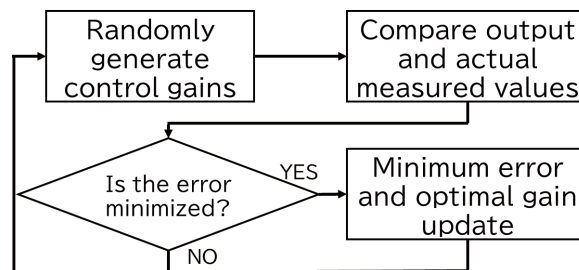 Randomly
generate
control gains
Compare output
and actual
measured values
Is the error
minimized?
YES
Minimum error
and optimal gain
update
NO